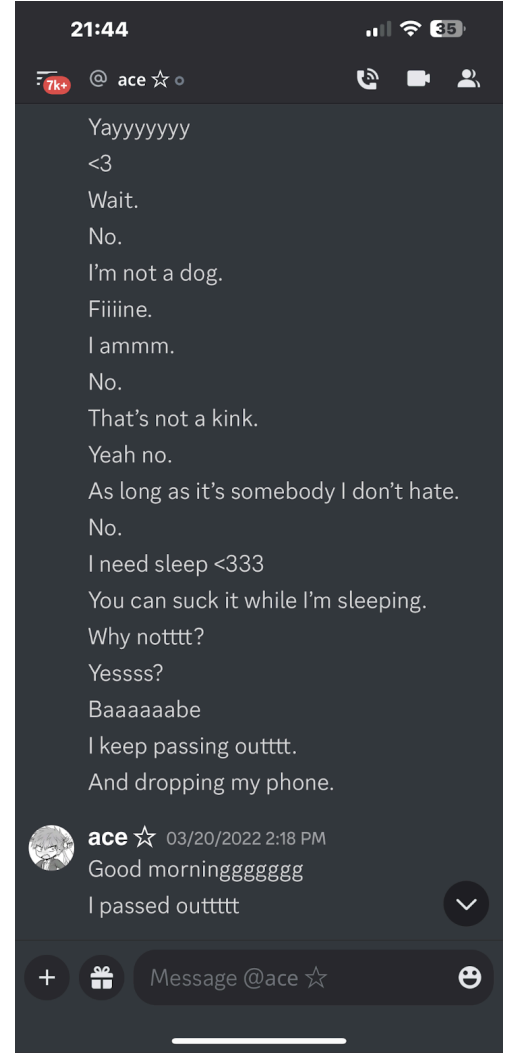 21:44
35
7k+
@ ace ☆
Yayyyyyyy
<3
Wait.
No.
I’m not a dog.
Fiiiine.
I ammm.
No.
That’s not a kink.
Yeah no.
As long as it’s somebody I don’t hate.
No.
I need sleep <333
You can suck it while I’m sleeping.
Why notttt?
Yessss?
Baaaaaabe
I keep passing outttt.
And dropping my phone.
ace ☆ 03/20/2022 2:18 PM
Good morninggggggg
I passed outtttt
Message @ace ☆